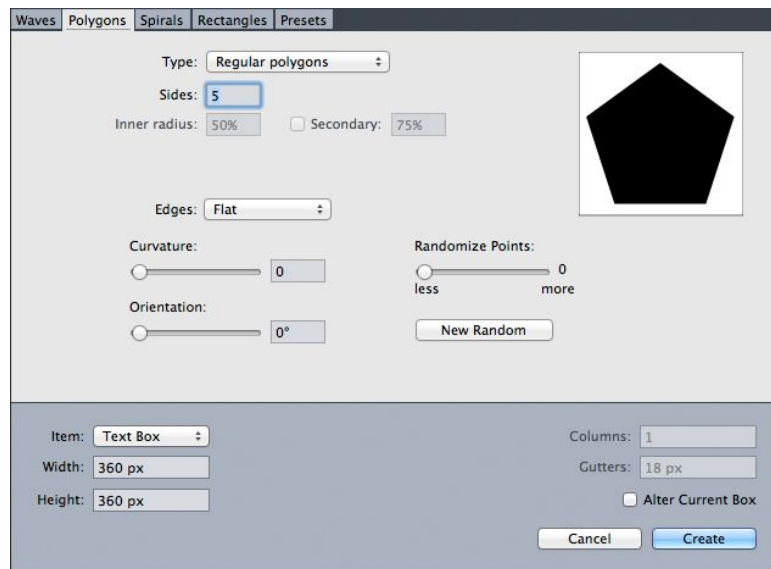 Waves Polygons Spirals Rectangles Presets
Type: Regular polygons
Sides: 5
Inner radius: 50% Secondary: 75%
Edges: Flat
Curvature: Randomize Points:
0 0
less more
Orientation:
0° New Random
Item: Text Box Columns: 1
Width: 360 px Gutters: 18 px
Height: 360 px Alter Current Box
Cancel Create